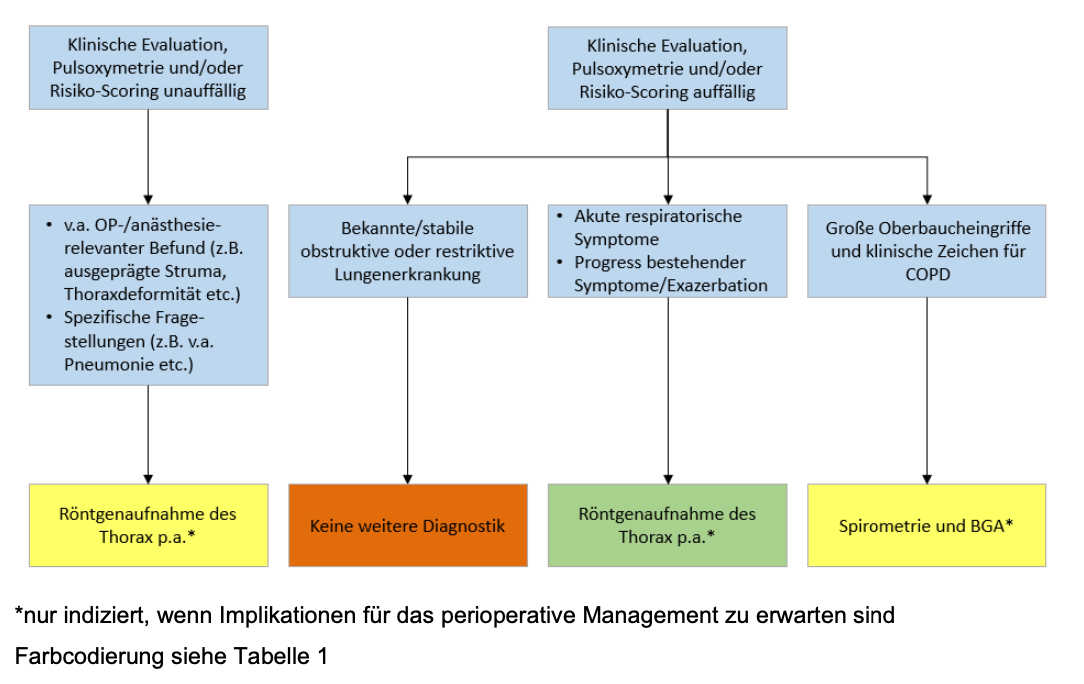 Klinische Evaluation,
Pulsoxymetrie und/oder
Risiko-Scoring unauffällig
Klinische Evaluation,
Pulsoxymetrie und/oder
Risiko-Scoring auffällig
• v.a. OP-/anästhesie-
relevanter Befund (z.B.
ausgeprägte Struma,
Thoraxdeformität etc.)
• Spezifische Frage-
stellungen (z.B. v.a.
Pneumonie etc.)
Bekannte/stabile
obstruktive oder restriktive
Lungenerkrankung
• Akute respiratorische
Symptome
• Progress bestehender
Symptome/Exazerbation
Große Oberbaucheingriffe
und klinische Zeichen für
COPD
Röntgenaufnahme des
Thorax p.a.*
Keine weitere Diagnostik
Röntgenaufnahme des
Thorax p.a.*
Spirometrie und BGA*
*nur indiziert, wenn Implikationen für das perioperative Management zu erwarten sind
Farbcodierung siehe Tabelle 1